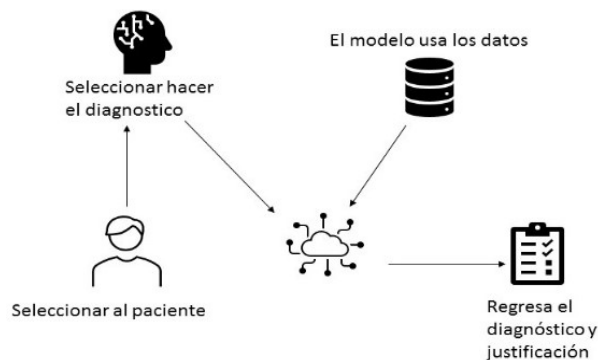 Seleccionar hacer
el diagnostico
El modelo usa los datos
Seleccionar al paciente
Regresa el
diagnóstico y
justificación